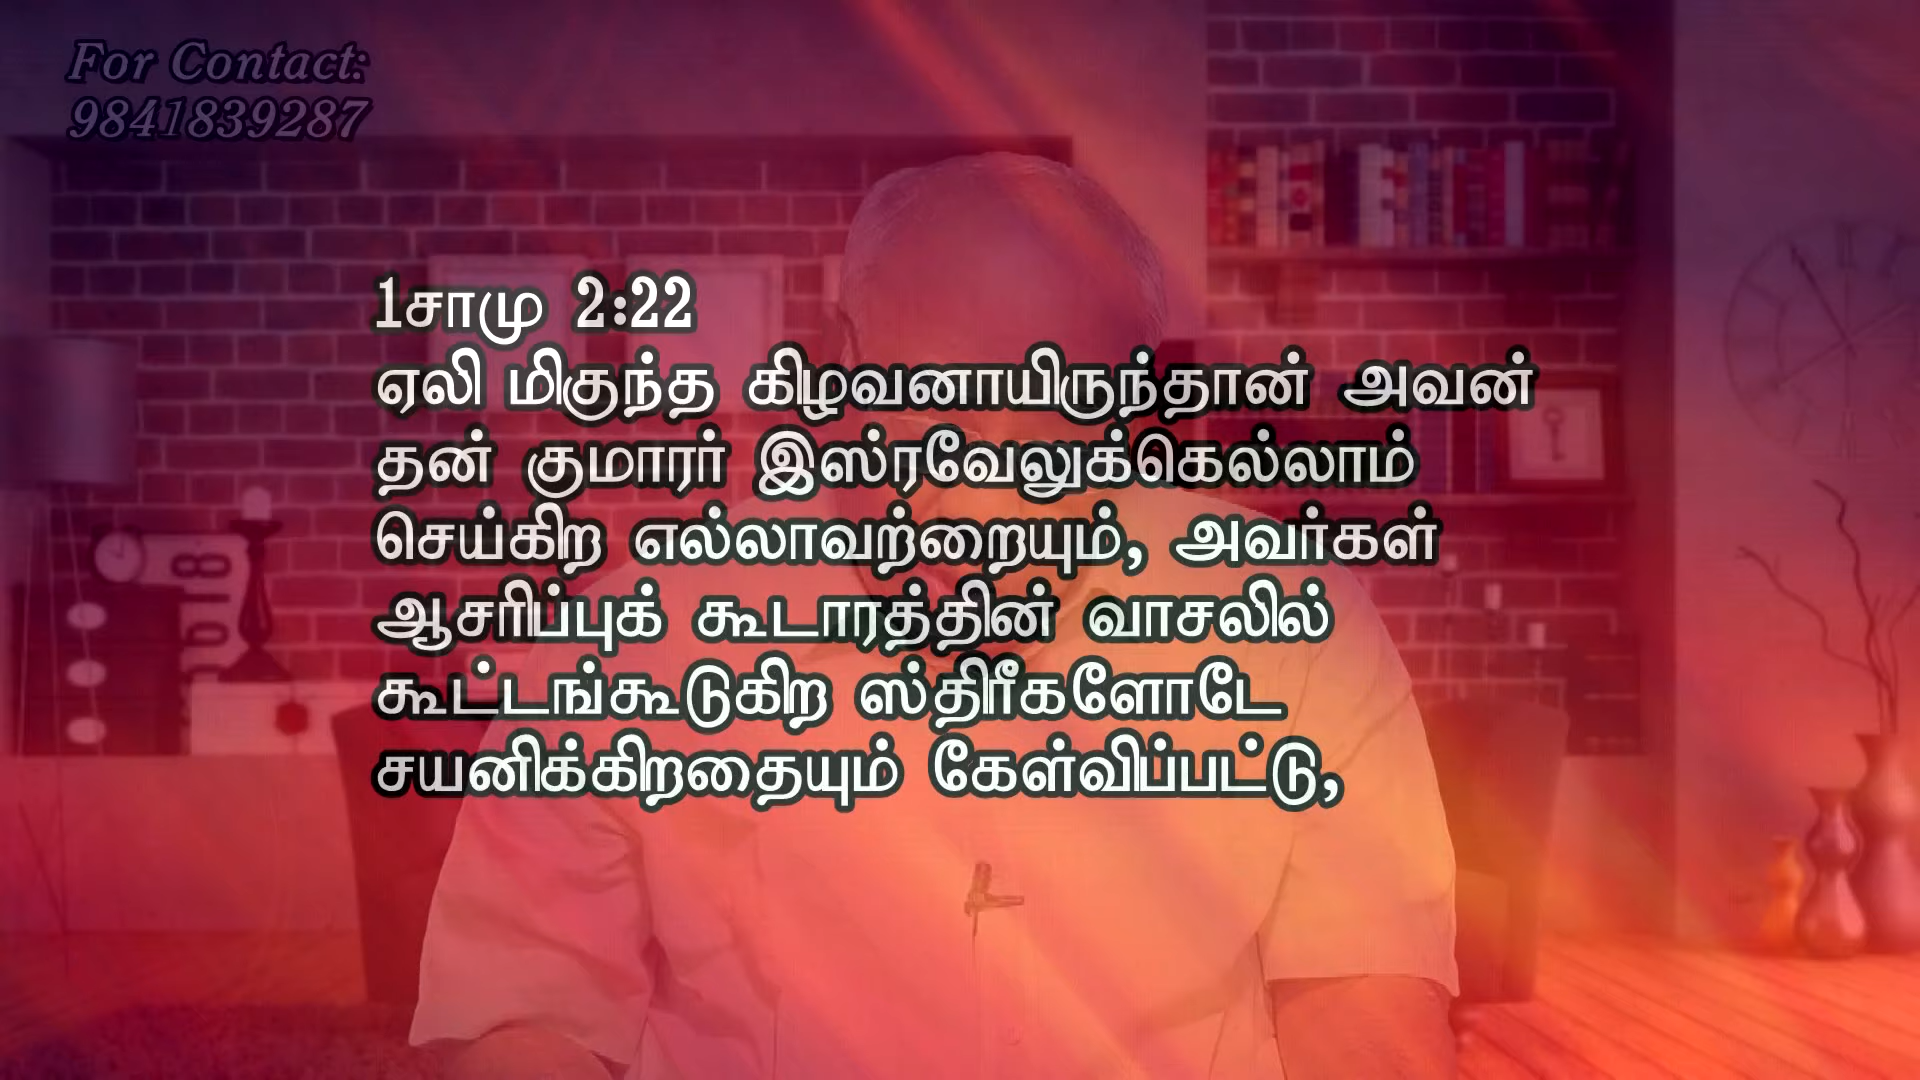 For Contact:
9841839287
1சாமு 2:22
ஏலி மிகுந்த கிழவனாயிருந்தான் அவன்
தன் குமாரர் இஸ்ரவேலுக்கெல்லாம்
செய்கிற எல்லாவற்றையும், அவர்கள்
ஆசரிப்புக் கூடாரத்தின் வாசலில்
கூட்டங்கூடுகிற ஸ்திரீகளோடே
சயனிக்கிறதையும் கேள்விப்பட்டு,
2018